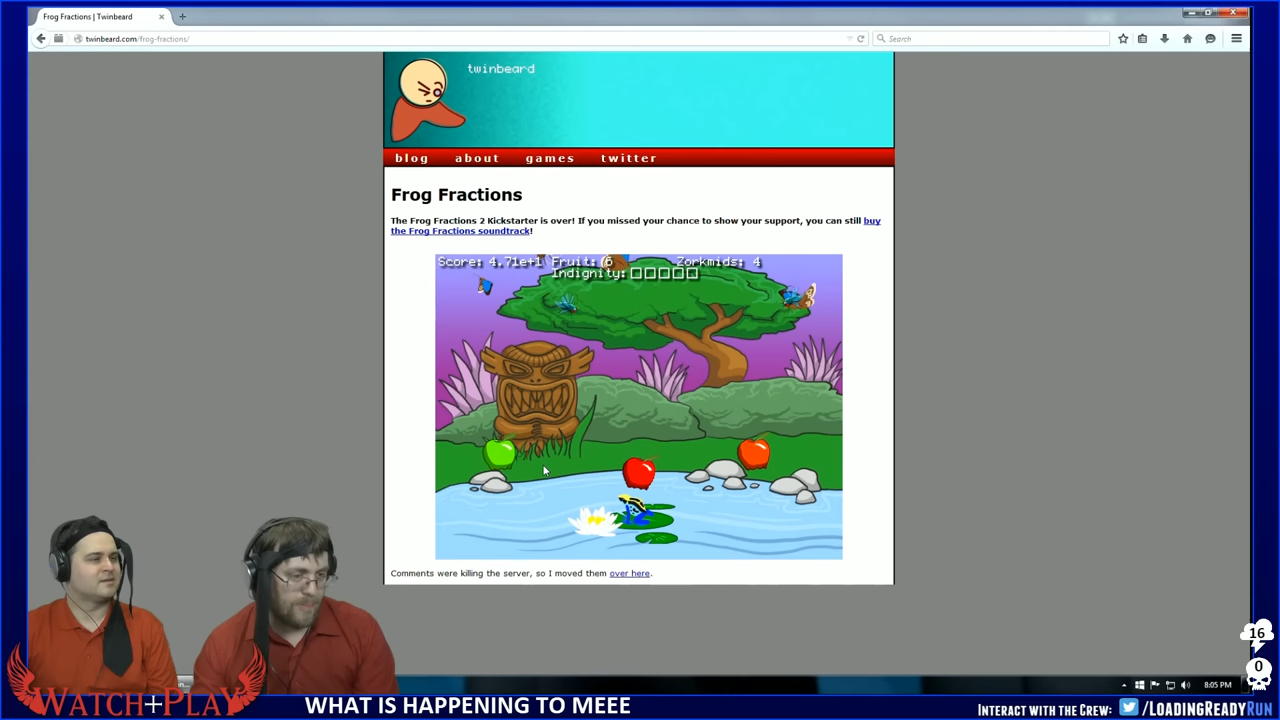 Frog Fractions | Twinbeard
twinbeard.com/frog-fractions/
Search
twinbeard
blog about games twitter
Frog Fractions
The Frog Fractions 2 Kickstarter is over! If you missed your chance to show your support, you can still buy
the Frog Fractions soundtrack!
Score: 4.71e+1 Fruit: 6 Zorkmids: 4
Indignity:
Comments were killing the server, so I moved them over here.
16
0
8:05 PM
WATCH+PLAY
WHAT IS HAPPENING TO MEEE
INTERACT WITH THE CREW: /LOADINGREADYRUN